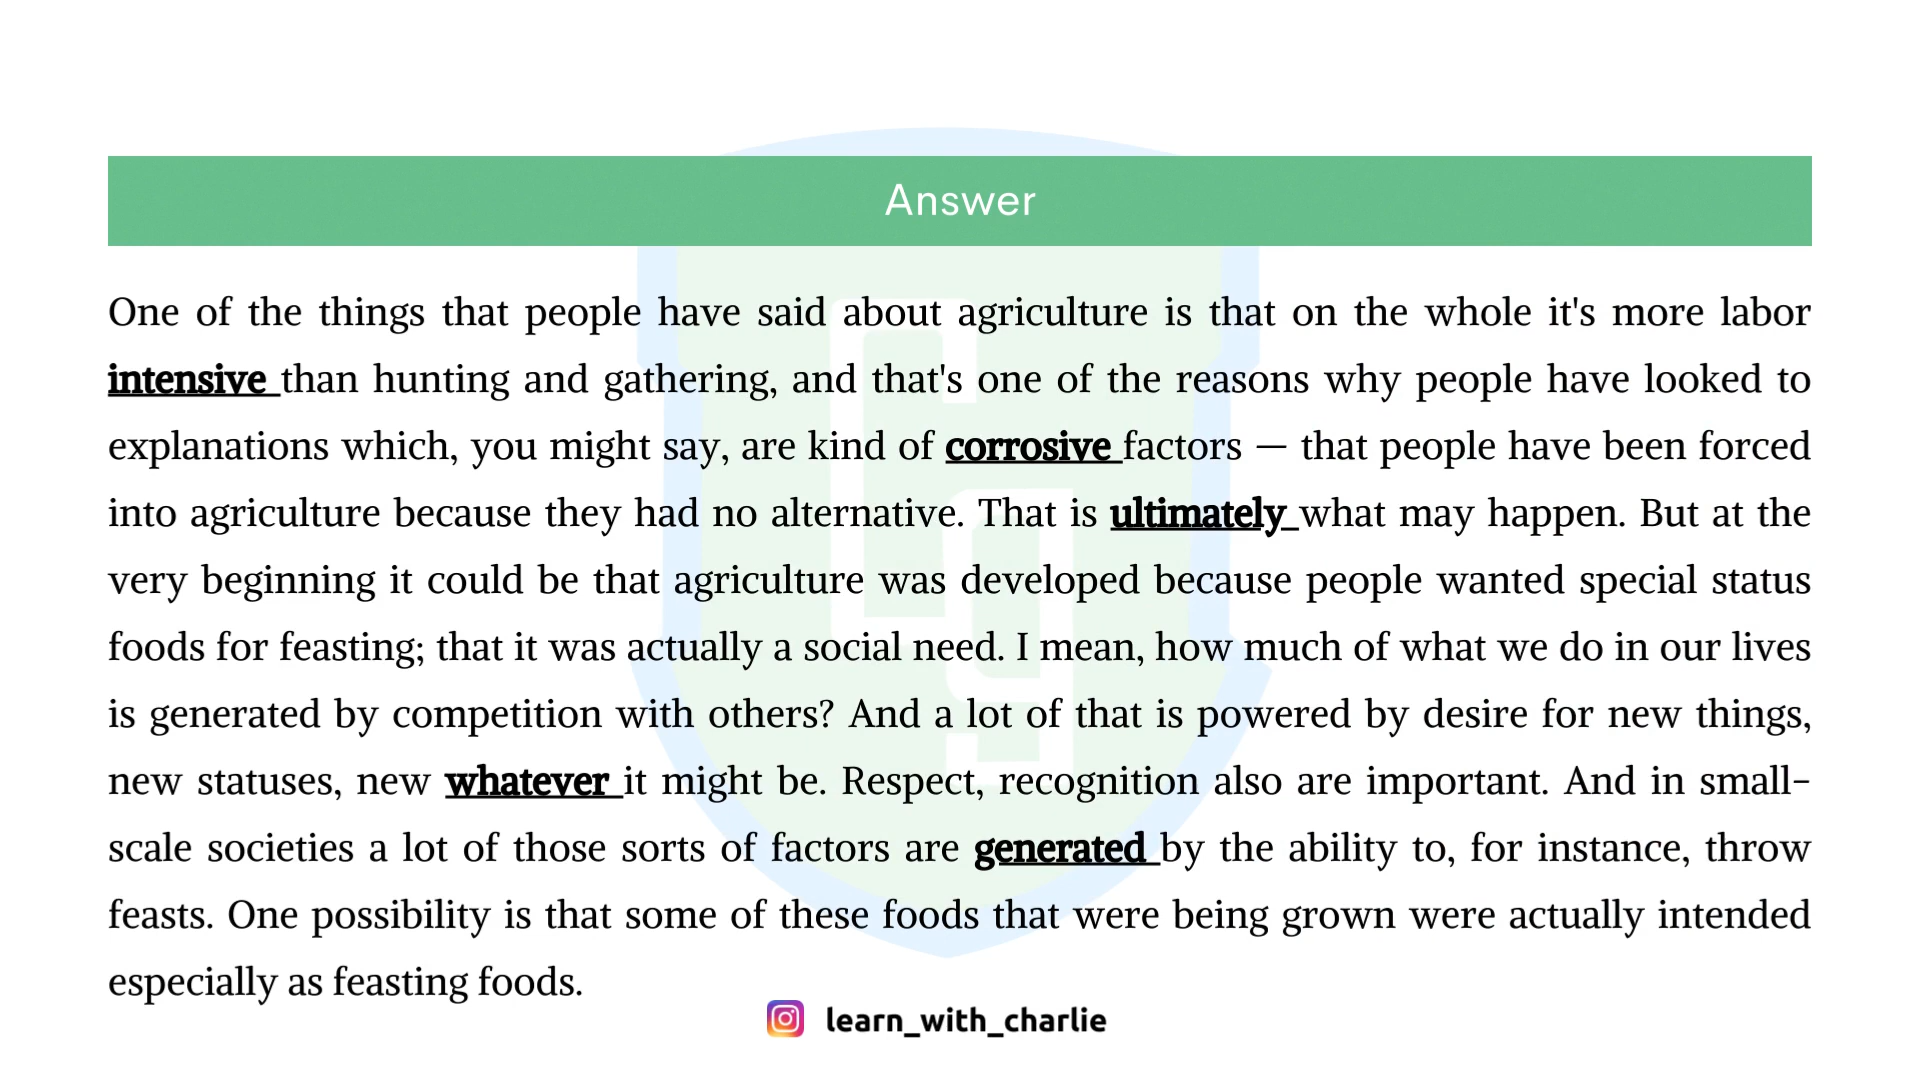 Answer
One of the things that people have said about agriculture is that on the whole it's more labor
intensive than hunting and gathering, and that's one of the reasons why people have looked to
explanations which, you might say, are kind of corrosive factors — that people have been forced
into agriculture because they had no alternative. That is ultimately what may happen. But at the
very beginning it could be that agriculture was developed because people wanted special status
foods for feasting; that it was actually a social need. I mean, how much of what we do in our lives
is generated by competition with others? And a lot of that is powered by desire for new things,
new statuses, new whatever it might be. Respect, recognition also are important. And in small-
scale societies a lot of those sorts of factors are generated by the ability to, for instance, throw
feasts. One possibility is that some of these foods that were being grown were actually intended
especially as feasting foods.
learn_with_charlie